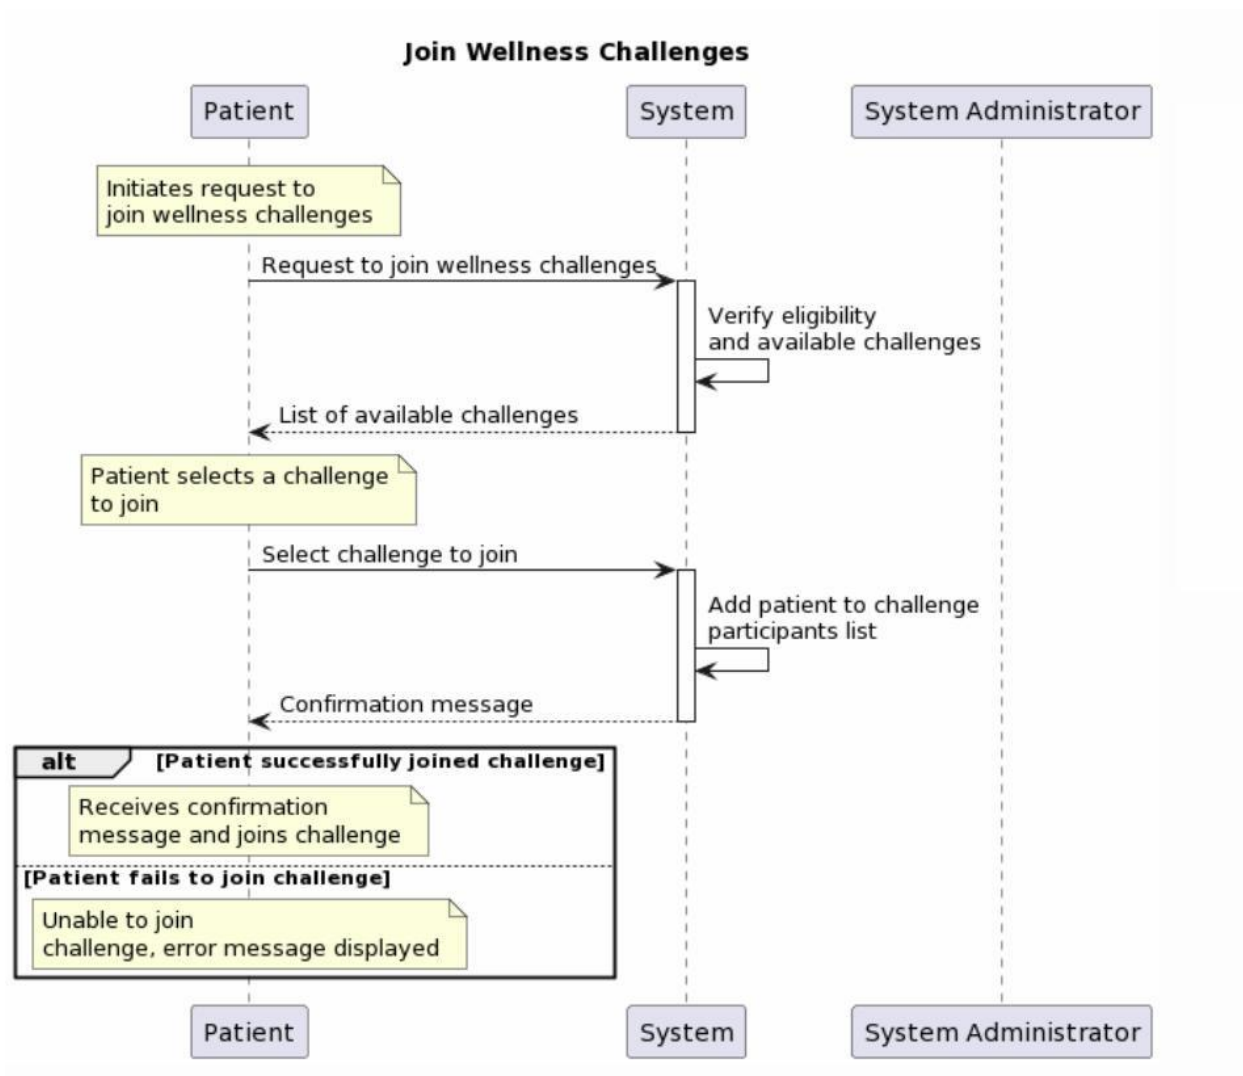 Join Wellness Challenges
Patient
System
System Administrator
Initiates request to
join wellness challenges
Request to join wellness challenges
Verify eligibility
and available challenges
List of available challenges
Patient selects a challenge
to join
Select challenge to join
Add patient to challenge
participants list
Confirmation message
alt
[Patient successfully joined challenge]
Receives confirmation
message and joins challenge
[Patient fails to join challenge]
Unable to join
challenge, error message displayed
Patient
System
System Administrator